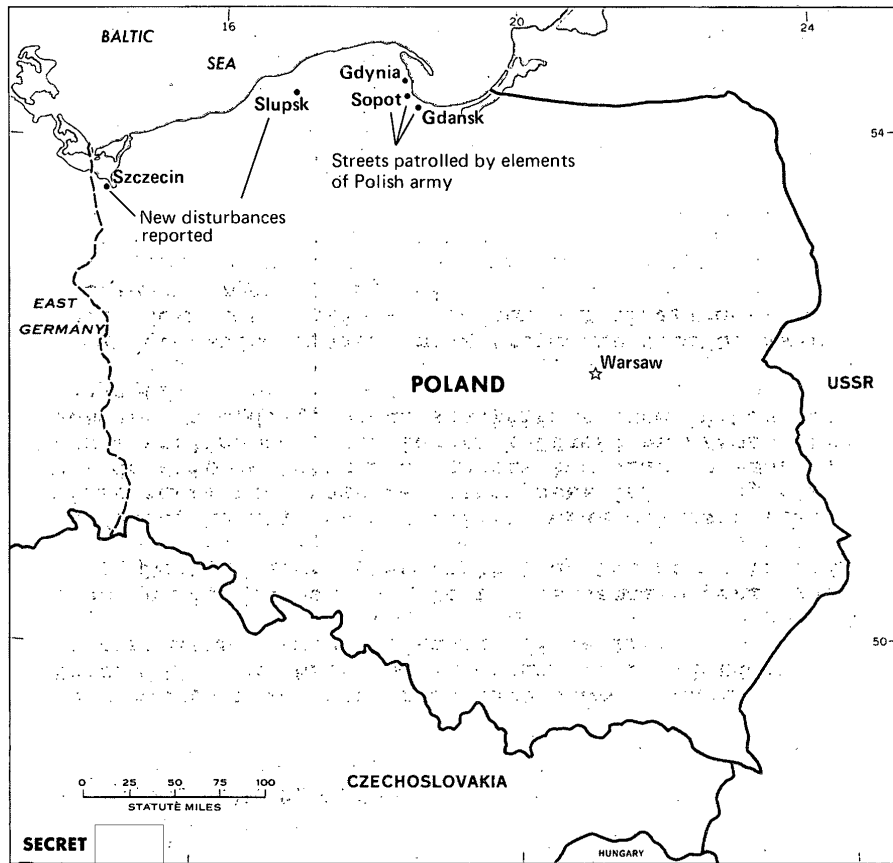 16
20
24
BALTIC
SEA
Gdynia
Slupsk
Sopot
Gdańsk
54
Streets patrolled by elements
of Polish army
Szczecin
New disturbances
reported
EAST
GERMANY
Warsaw
POLAND
USSR
50
0 25 50 75 100
STATUTE MILES
CZECHOSLOVAKIA
SECRET
HUNGARY